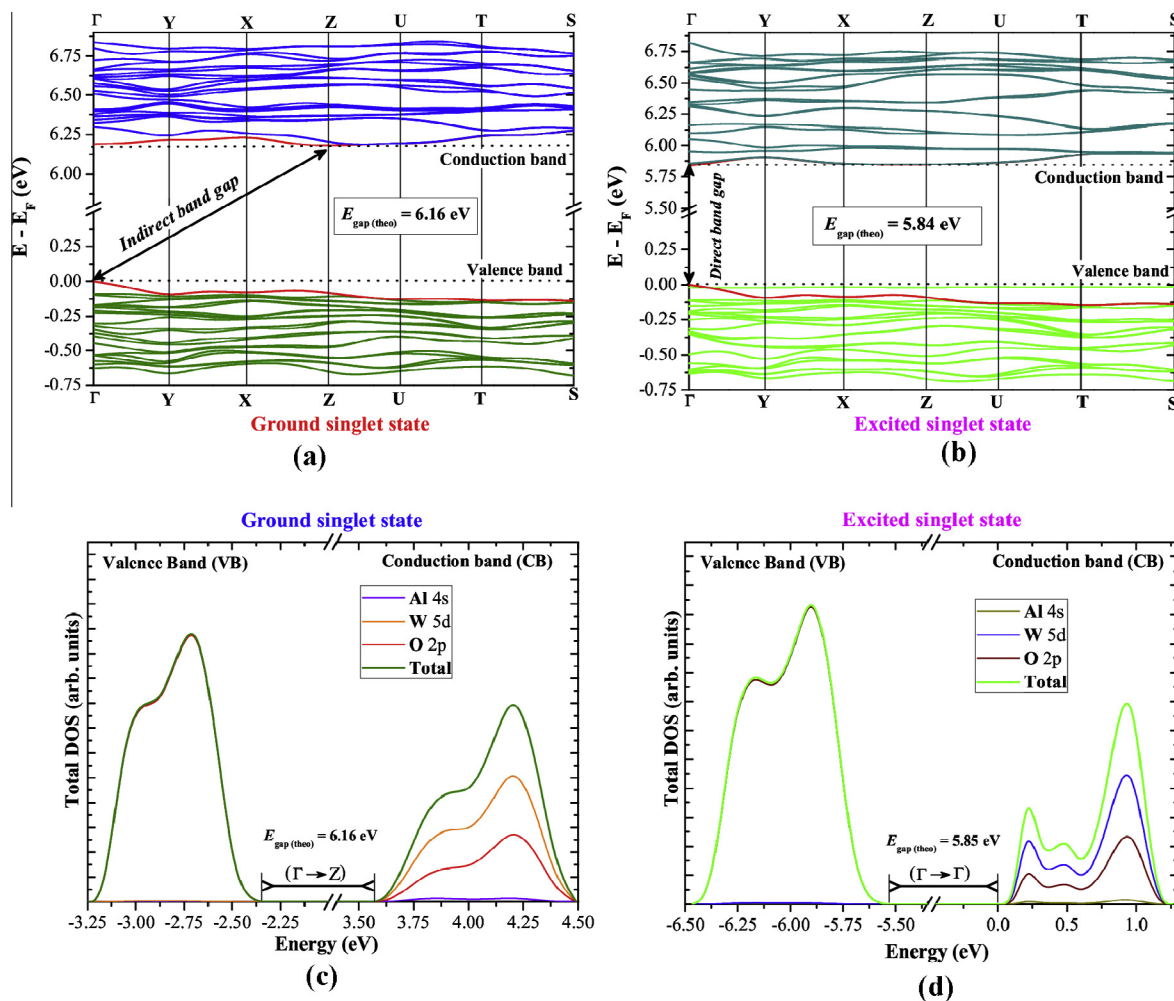 Γ Y X Z U T S
6.75
6.50
6.25
6.00
0.25
0.00
-0.25
-0.50
-0.75
E - E_F (eV)
Conduction band
Indirect band gap
E_gap (theo) = 6.16 eV
Valence band
Γ Y X Z U T S
Ground singlet state
(a)
Γ Y X Z U T S
6.75
6.50
6.25
6.00
5.75
5.50
0.25
0.00
-0.25
-0.50
-0.75
E - E_F (eV)
Conduction band
Direct band gap
E_gap (theo) = 5.84 eV
Valence band
Γ Y X Z U T S
Excited singlet state
(b)
Ground singlet state
Valence Band (VB)
Conduction band (CB)
Al 4s
W 5d
O 2p
Total
Total DOS (arb. units)
E_gap (theo) = 6.16 eV
(Γ→Z)
-3.25 -3.00 -2.75 -2.50 -2.25 3.50 3.75 4.00 4.25 4.50
Energy (eV)
(c)
Excited singlet state
Valence Band (VB)
Conduction band (CB)
Al 4s
W 5d
O 2p
Total
Total DOS (arb. units)
E_gap (theo) = 5.85 eV
(Γ→Γ)
-6.50 -6.25 -6.00 -5.75 -5.50 0.0 0.5 1.0
Energy (eV)
(d)